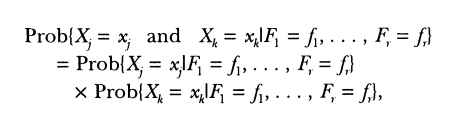 Prob{X_j = x_j and X_k = x_k|F_1 = f_1, . . . , F_r = f_r}
= Prob{X_j = x_j|F_1 = f_1, . . . , F_r = f_r}
× Prob{X_k = x_k|F_1 = f_1, . . . , F_r = f_r},